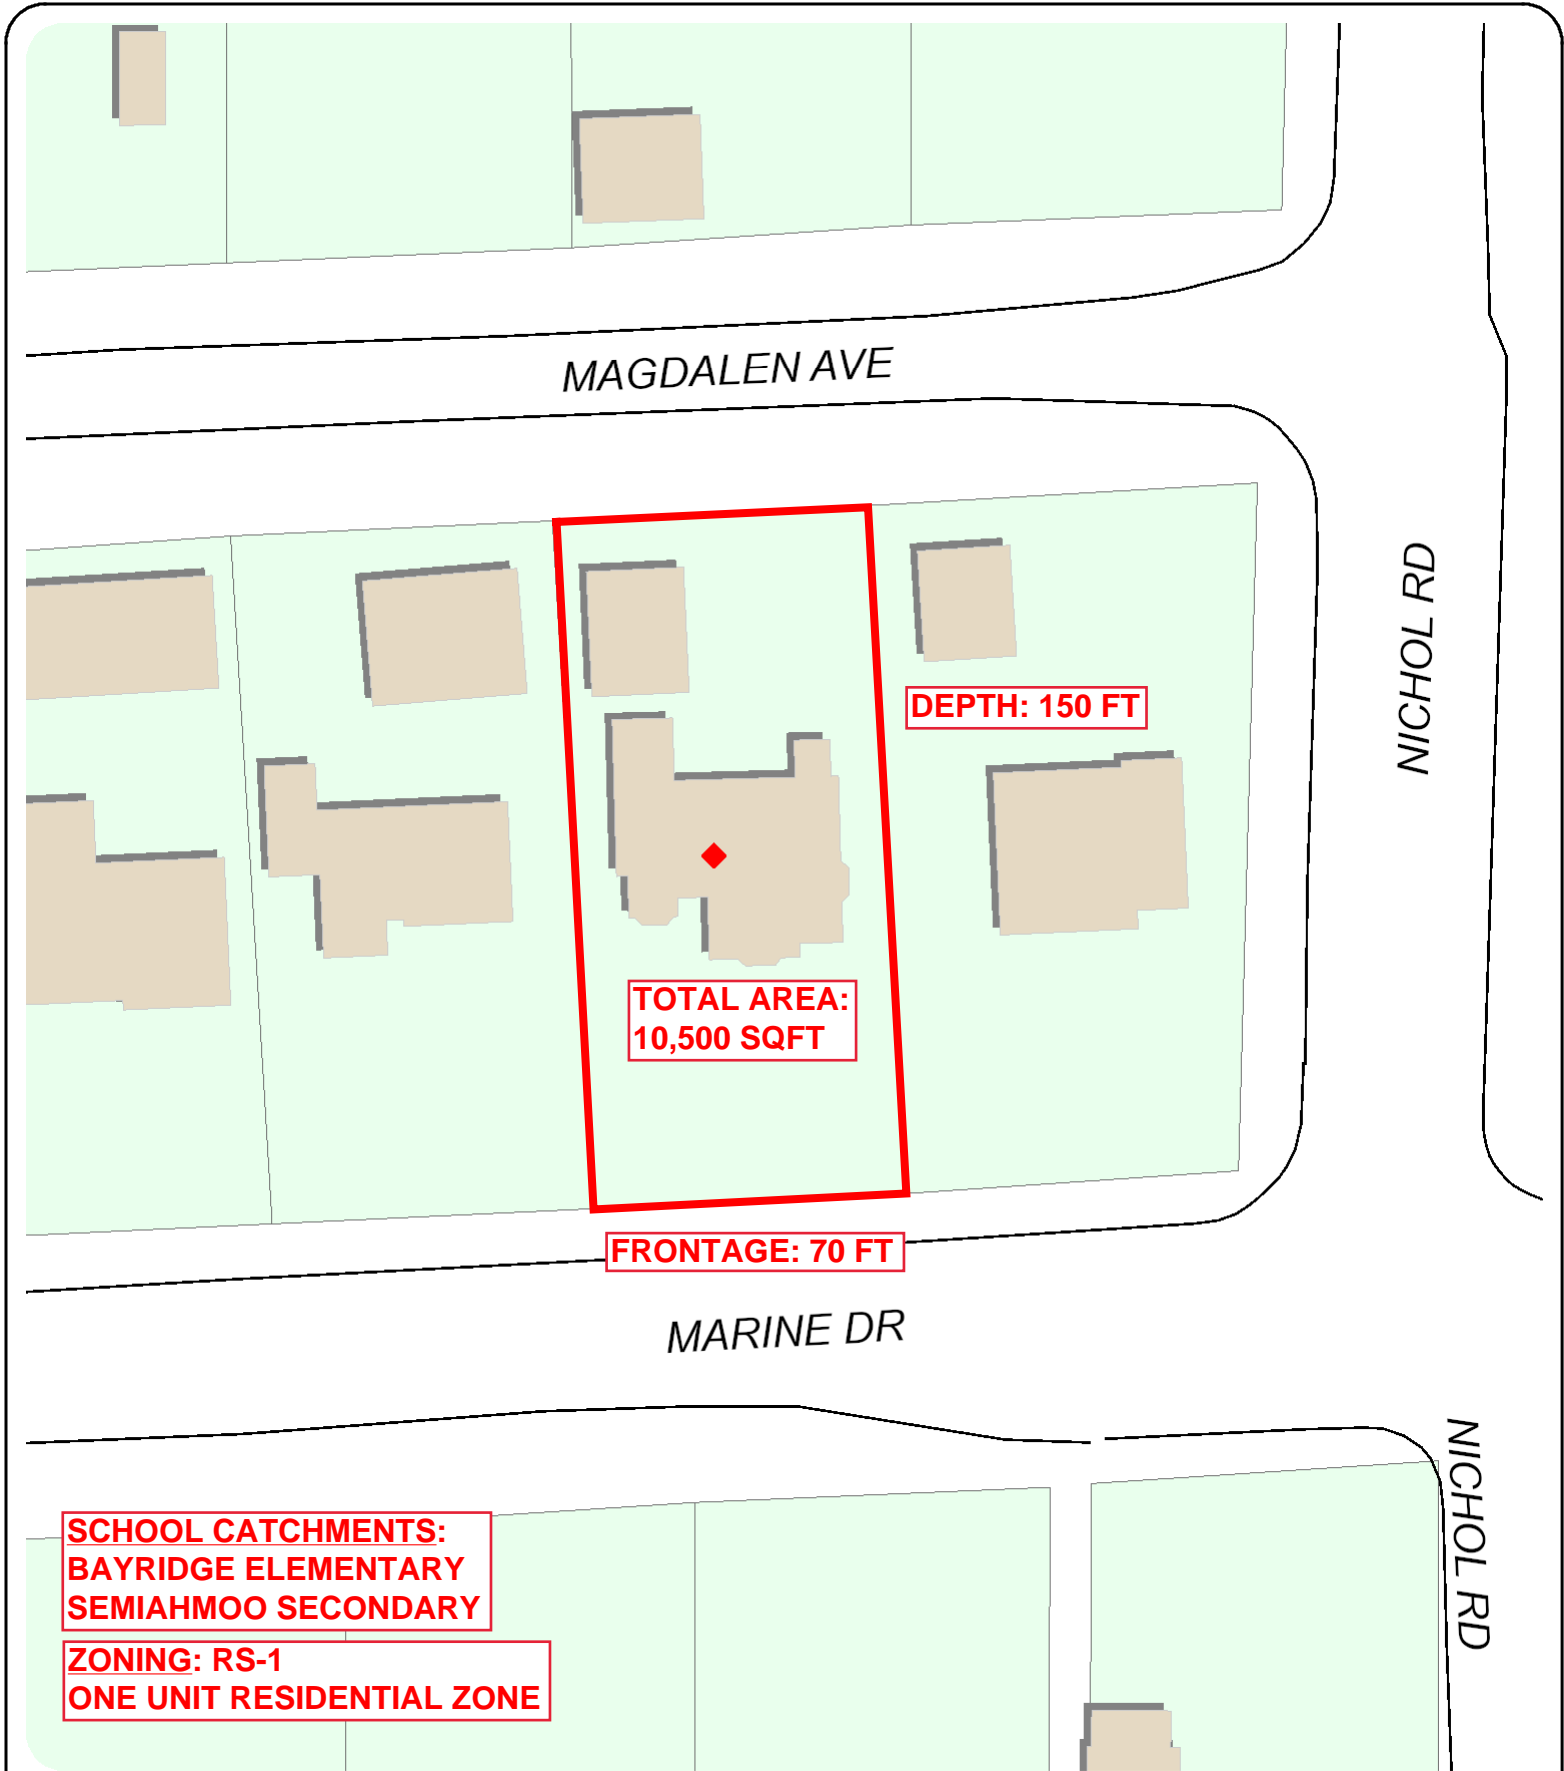 MAGDALEN AVE
NICHOL RD
DEPTH: 150 FT
TOTAL AREA:
10,500 SQFT
FRONTAGE: 70 FT
MARINE DR
NICHOL RD
SCHOOL CATCHMENTS:
BAYRIDGE ELEMENTARY
SEMIAHMOO SECONDARY
ZONING: RS-1
ONE UNIT RESIDENTIAL ZONE